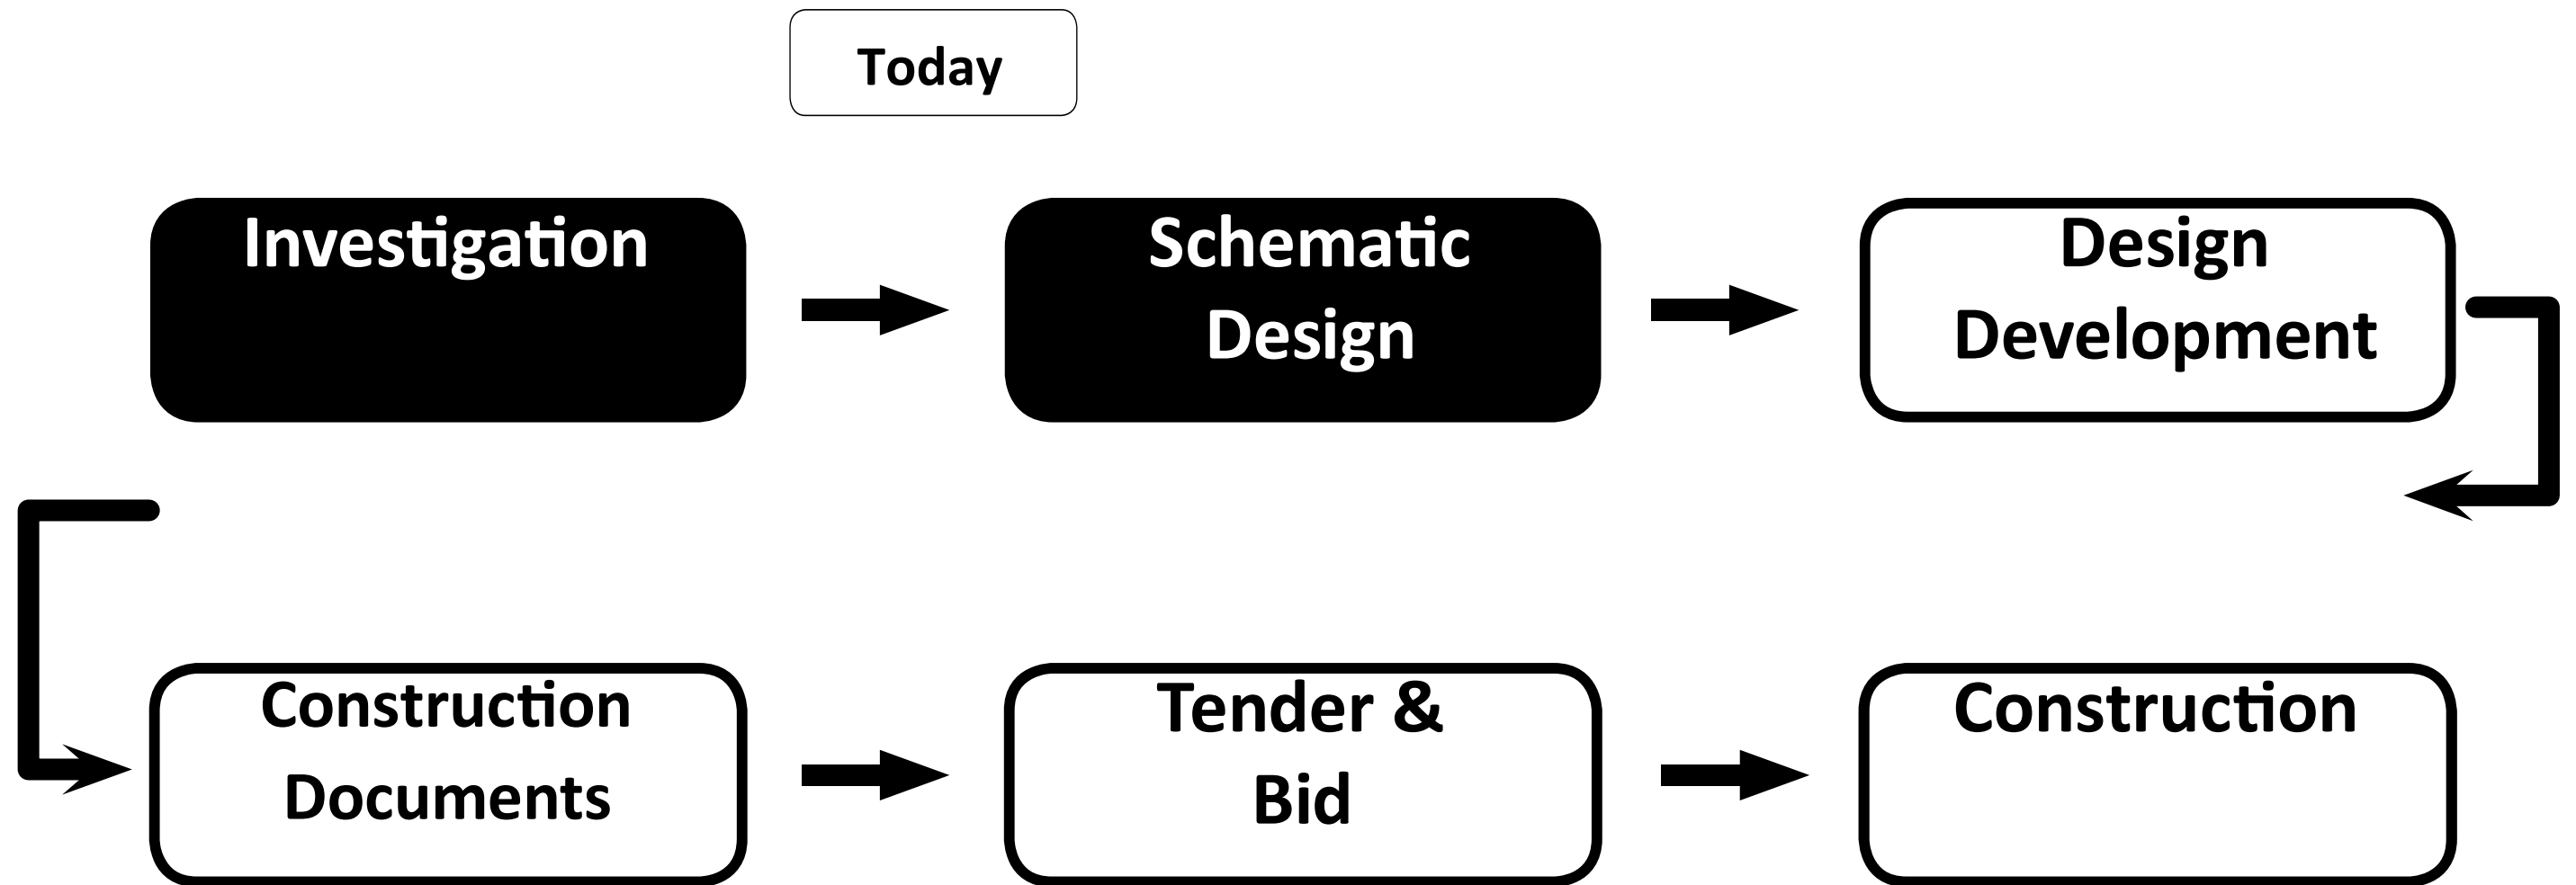 Today
Investigation
Schematic
Design
Design
Development
Construction
Documents
Tender &
Bid
Construction